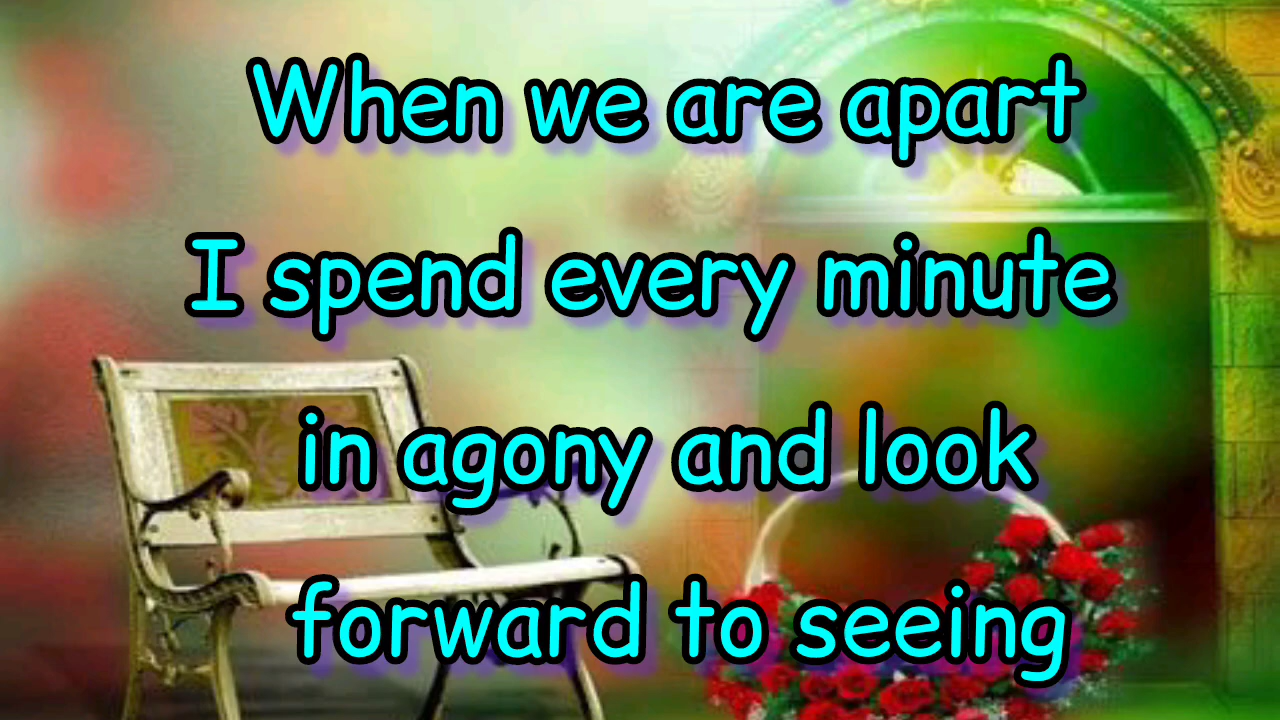 When we are apart
I spend every minute
in agony and look
forward to seeing